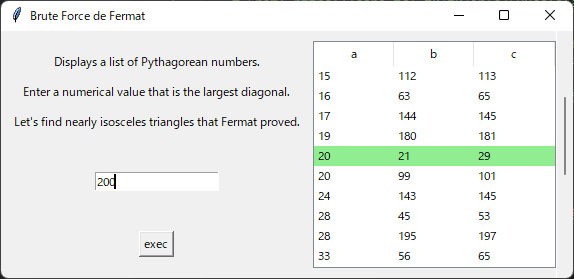 Brute Force de Fermat
Displays a list of Pythagorean numbers.
Enter a numerical value that is the largest diagonal.
Let's find nearly isosceles triangles that Fermat proved.
200
exec
a b c
15 112 113
16 63 65
17 144 145
19 180 181
20 21 29
20 99 101
24 143 145
28 45 53
28 195 197
33 56 65